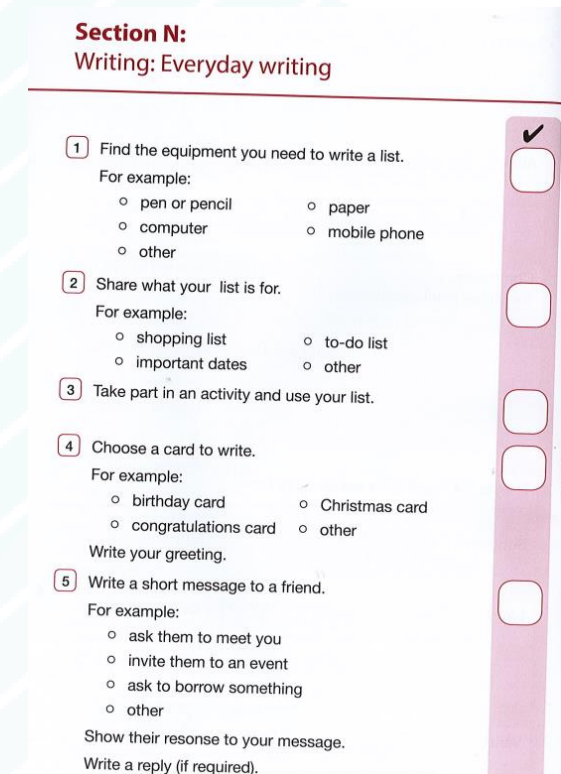 Section N:
Writing: Everyday writing
✔
1 Find the equipment you need to write a list.
For example:
o pen or pencil o paper
o computer o mobile phone
o other
2 Share what your list is for.
For example:
o shopping list o to-do list
o important dates o other
3 Take part in an activity and use your list.
4 Choose a card to write.
For example:
o birthday card o Christmas card
o congratulations card o other
Write your greeting.
5 Write a short message to a friend.
For example:
o ask them to meet you
o invite them to an event
o ask to borrow something
o other
Show their resonse to your message.
Write a reply (if required).